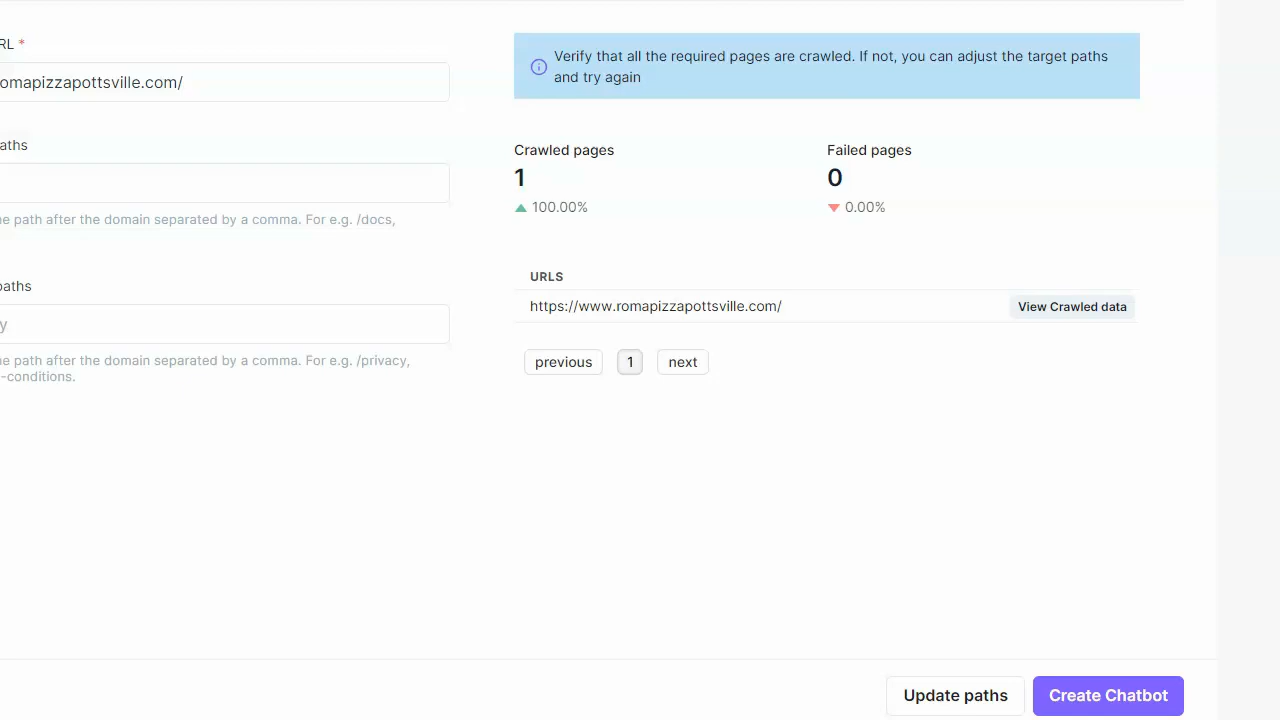 RL *
omapizzapottsville.com/
aths
e path after the domain separated by a comma. For e.g. /docs,
paths
y
e path after the domain separated by a comma. For e.g. /privacy,
-conditions.
Verify that all the required pages are crawled. If not, you can adjust the target paths
and try again
Crawled pages
1
100.00%
Failed pages
0
0.00%
URLS
https://www.romapizzapottsville.com/
View Crawled data
previous
1
next
Update paths
Create Chatbot